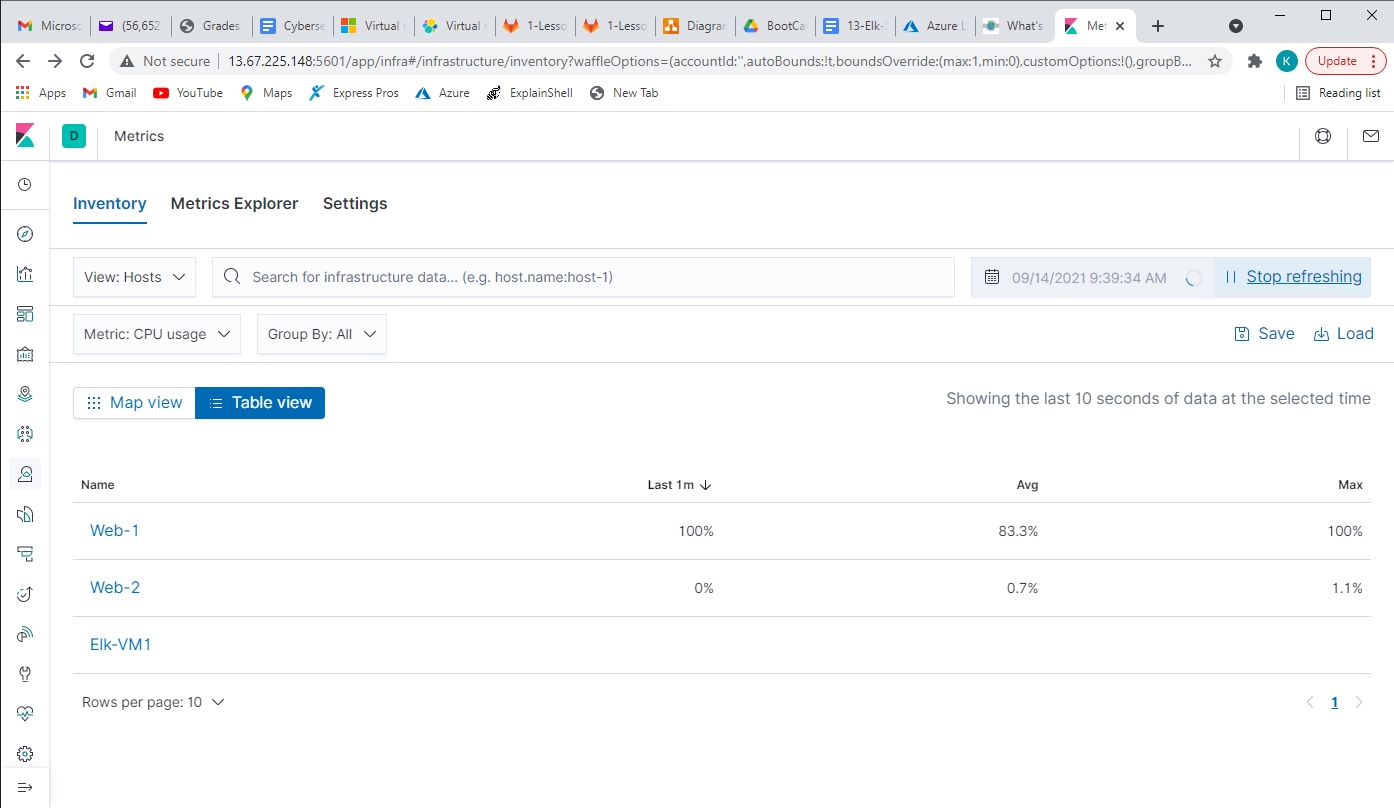 Microso (56,652 Grades Cyberse Virtual Virtual 1-Lesso 1-Lesso Diagran BootCa 13-Elk- Azure L What's Met
Not secure 13.67.225.148:5601/app/infra#/infrastructure/inventory?waffleOptions=(accountId:'',autoBounds:!t,boundsOverride:(max:1,min:0),customOptions:!(),groupB... K Update
Apps Gmail YouTube Maps Express Pros Azure ExplainShell New Tab Reading list
D Metrics
Inventory Metrics Explorer Settings
View: Hosts Search for infrastructure data... (e.g. host.name:host-1) 09/14/2021 9:39:34 AM Stop refreshing
Metric: CPU usage Group By: All Save Load
Map view Table view Showing the last 10 seconds of data at the selected time
Name Last 1m Avg Max
Web-1 100% 83.3% 100%
Web-2 0% 0.7% 1.1%
Elk-VM1
Rows per page: 10 1